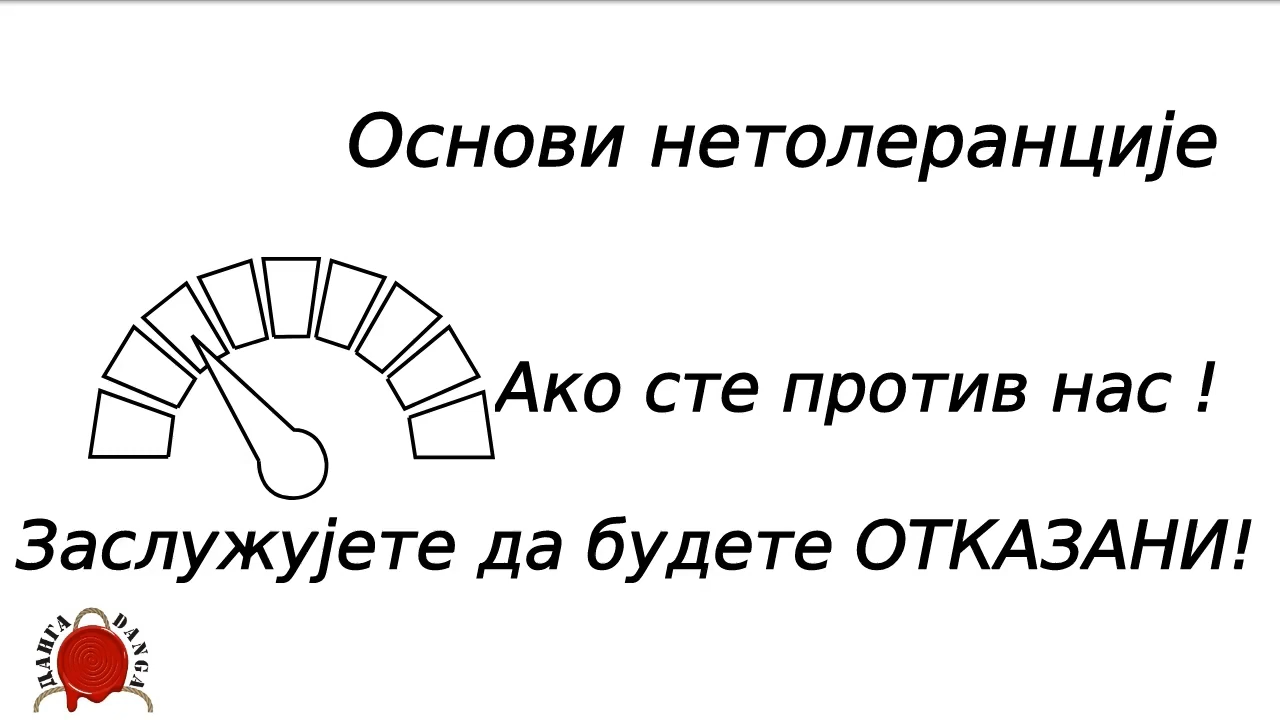 Основи нетолеранције
Ако сте против нас !
Заслужујете да будете ОТКАЗАНИ!
ДАНГА DANGA